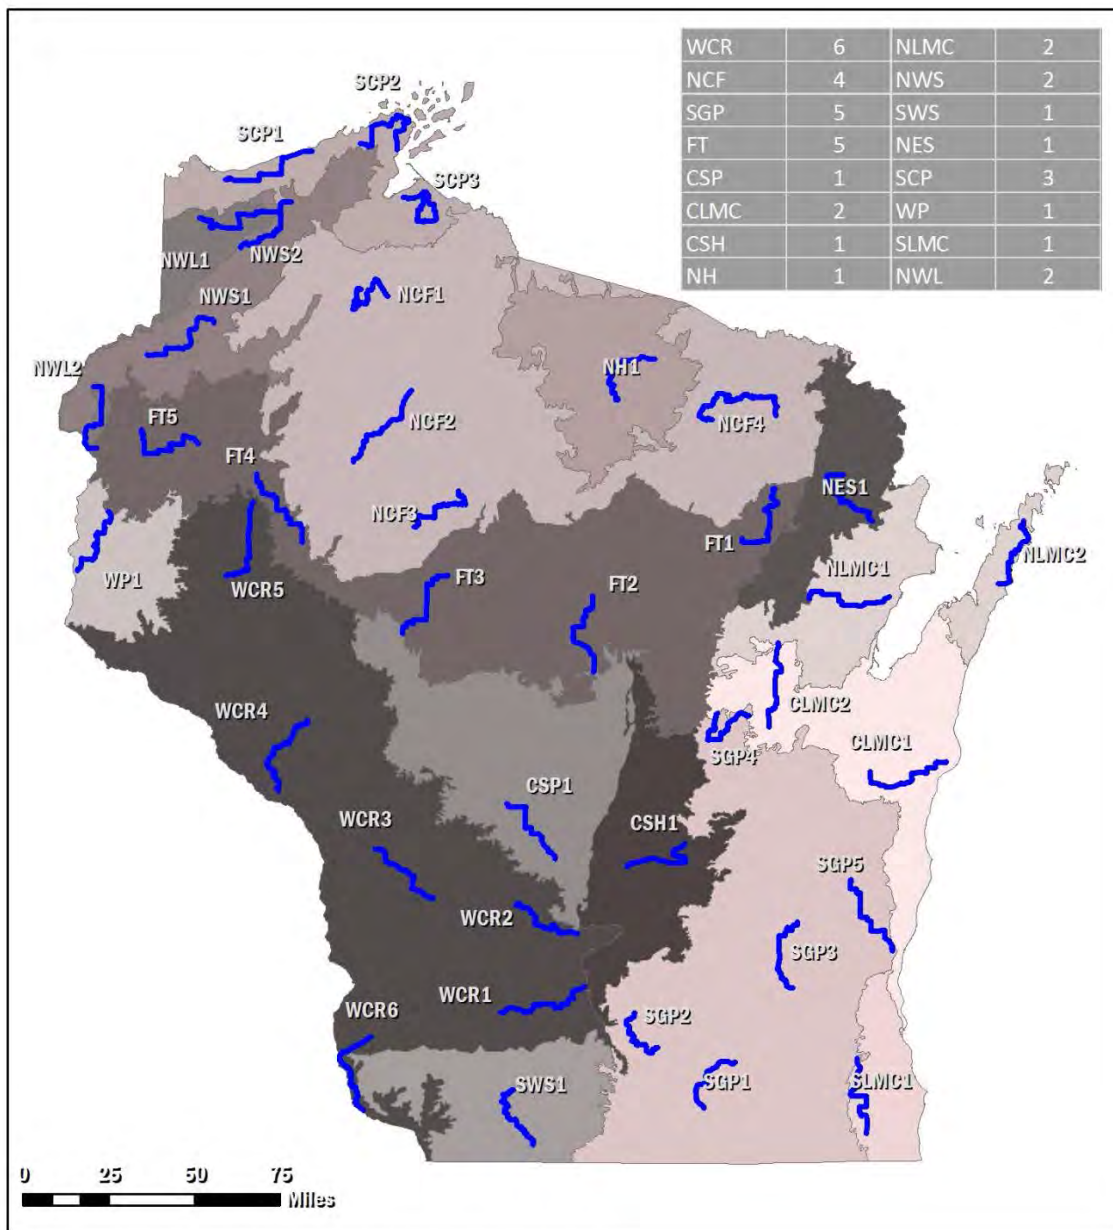 WCR 6 NLMC 2
NCF 4 NWS 2
SGP 5 SWS 1
FT 5 NES 1
CSP 1 SCP 3
CLMC 2 WP 1
CSH 1 SLMC 1
NH 1 NWL 2
SCP2
SCP1
SCP3
NWS2
NWL1
NCF1
NWS1
NWL2
NH1
FT5
NCF2
NCF4
FT4
NES1
NCF3
FT1
NLMC2
WP1
WCR5
FT3
FT2
NLMC1
CLMC2
WCR4
SGP4
CLMC1
CSP1
WCR3
CSH1
SGP5
WCR2
SGP3
WCR1
WCR6
SGP2
SWS1
SGP1
SLMC1
0 25 50 75
Miles